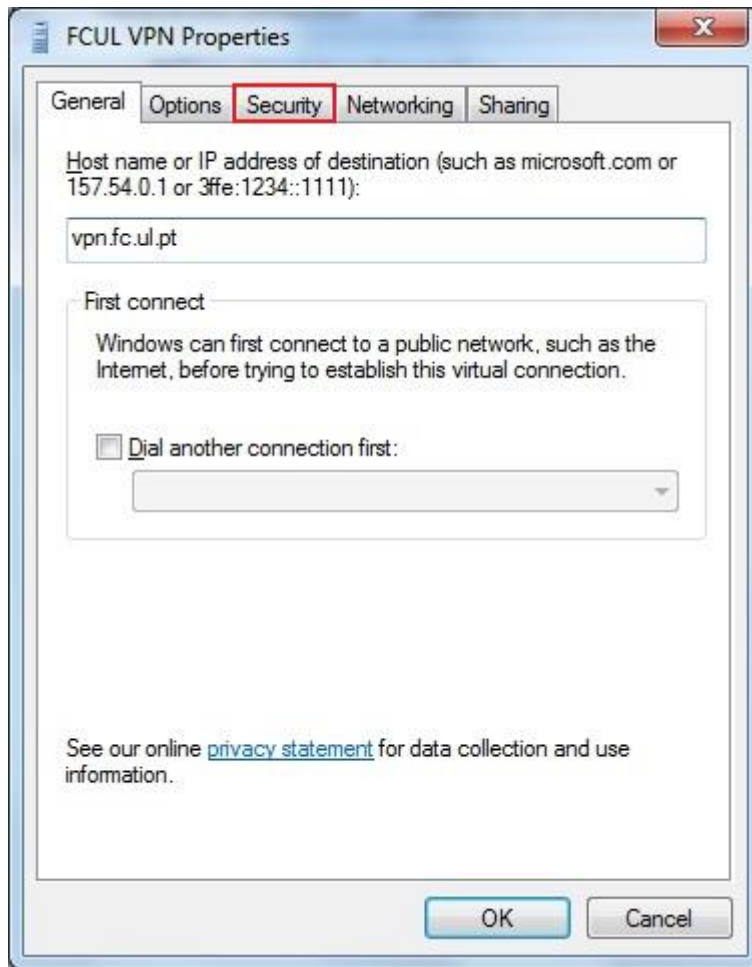 FCUL VPN Properties
General Options Security Networking Sharing
Host name or IP address of destination (such as microsoft.com or
157.54.0.1 or 3ffe:1234::1111):
vpn.fc.ul.pt
First connect
Windows can first connect to a public network, such as the
Internet, before trying to establish this virtual connection.
Dial another connection first:
See our online privacy statement for data collection and use
information.
OK Cancel